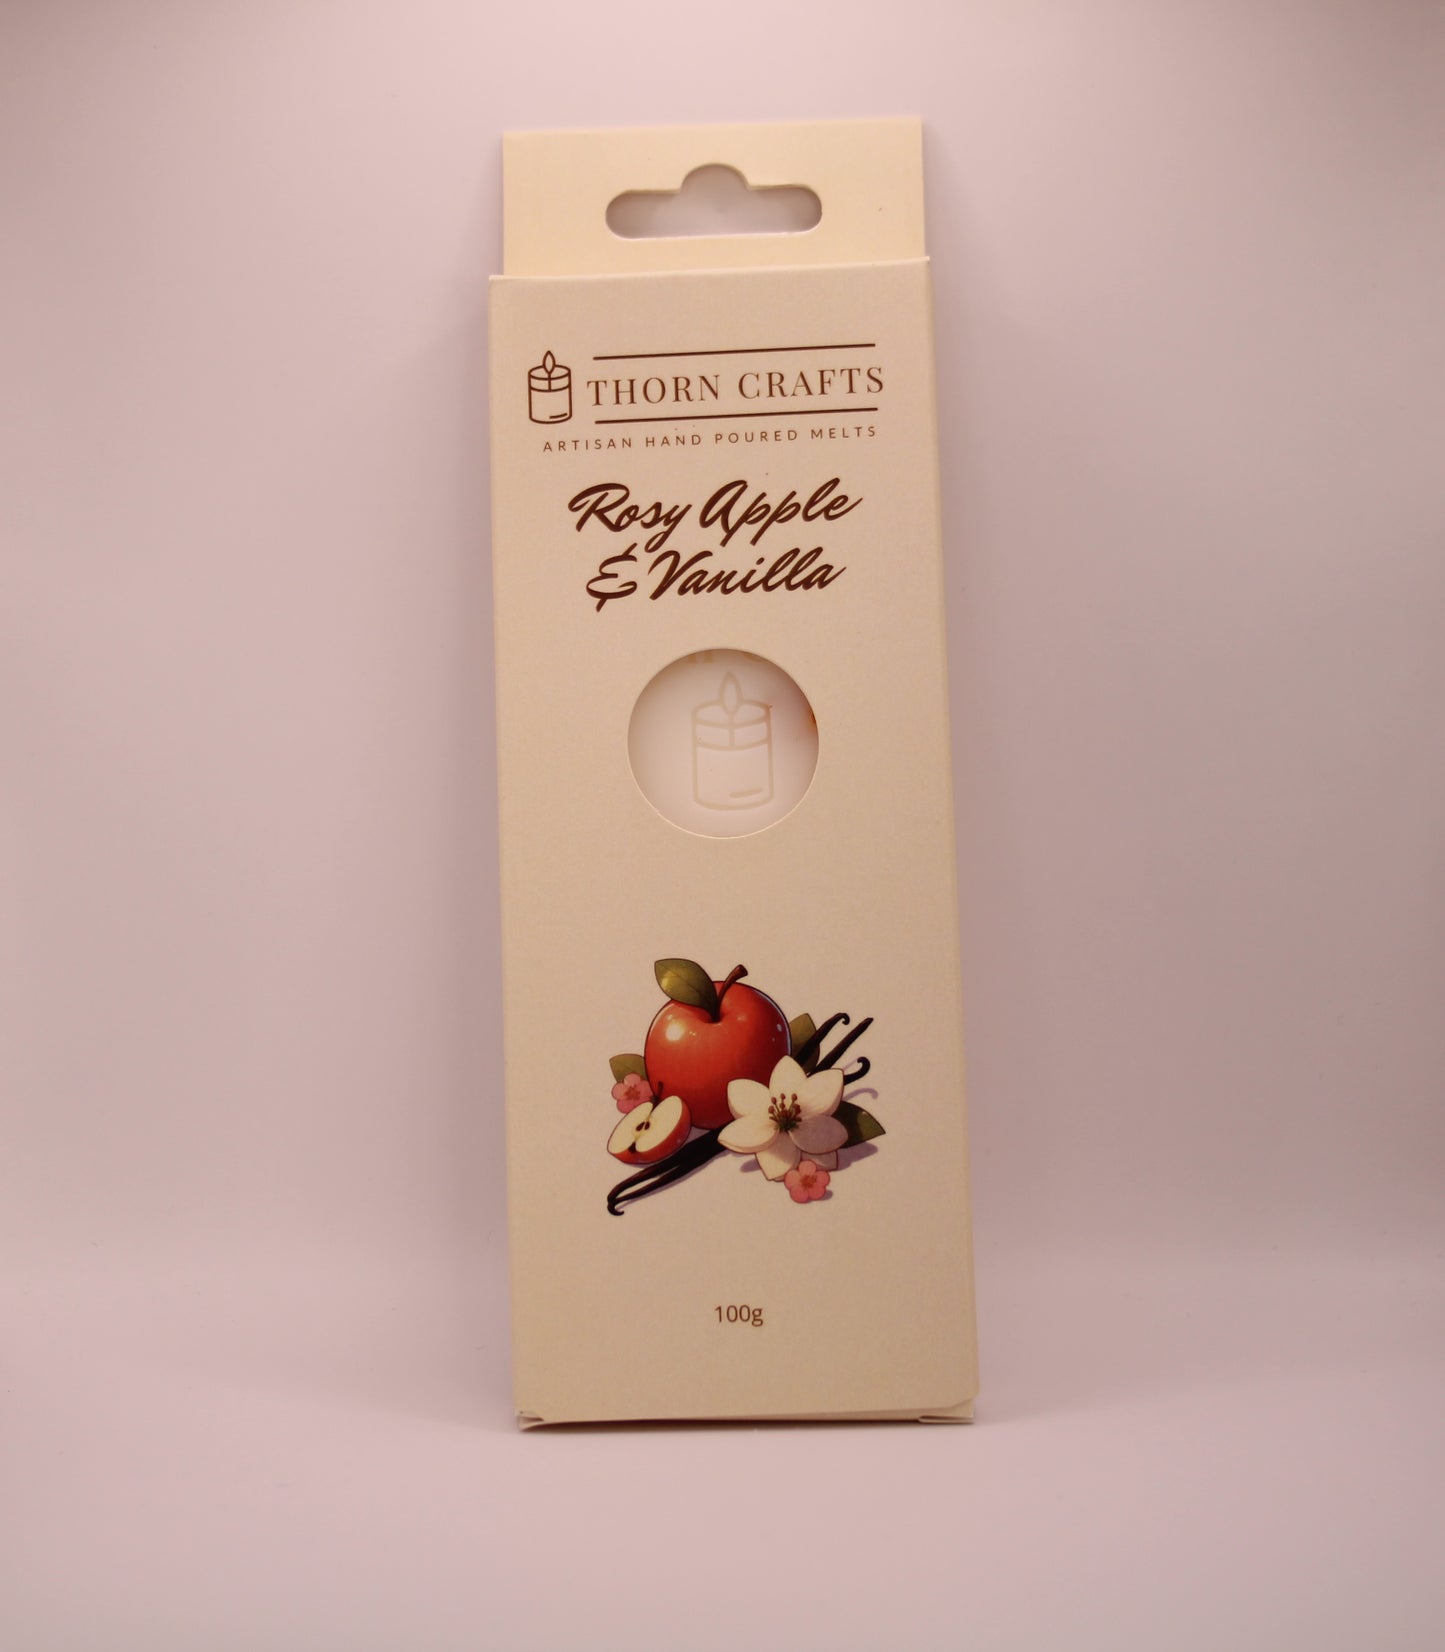 THORN CRAFTS
ARTISAN HAND POURED MELTS
Rosy Apple
& Vanilla
100g